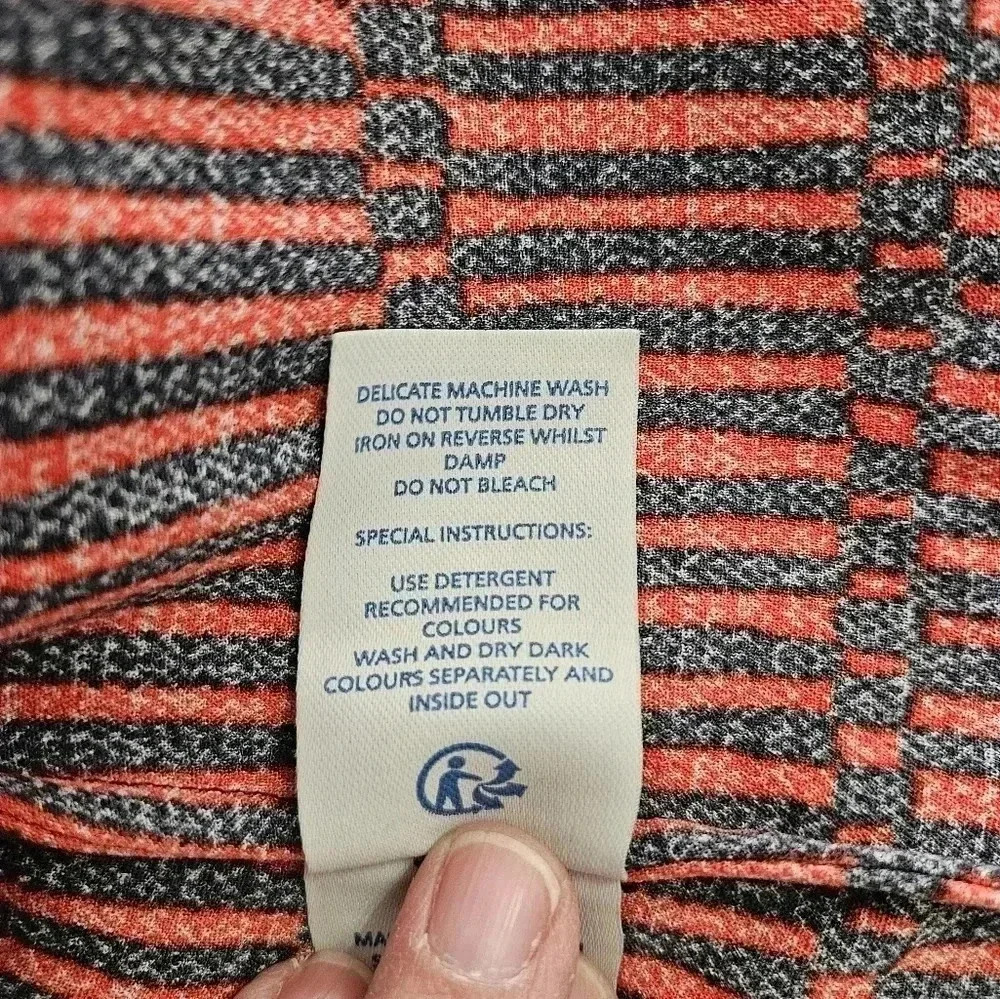 DELICATE MACHINE WASH
DO NOT TUMBLE DRY
IRON ON REVERSE WHILST
DAMP
DO NOT BLEACH
SPECIAL INSTRUCTIONS:
USE DETERGENT
RECOMMENDED FOR
COLOURS
WASH AND DRY DARK
COLOURS SEPARATELY AND
INSIDE OUT